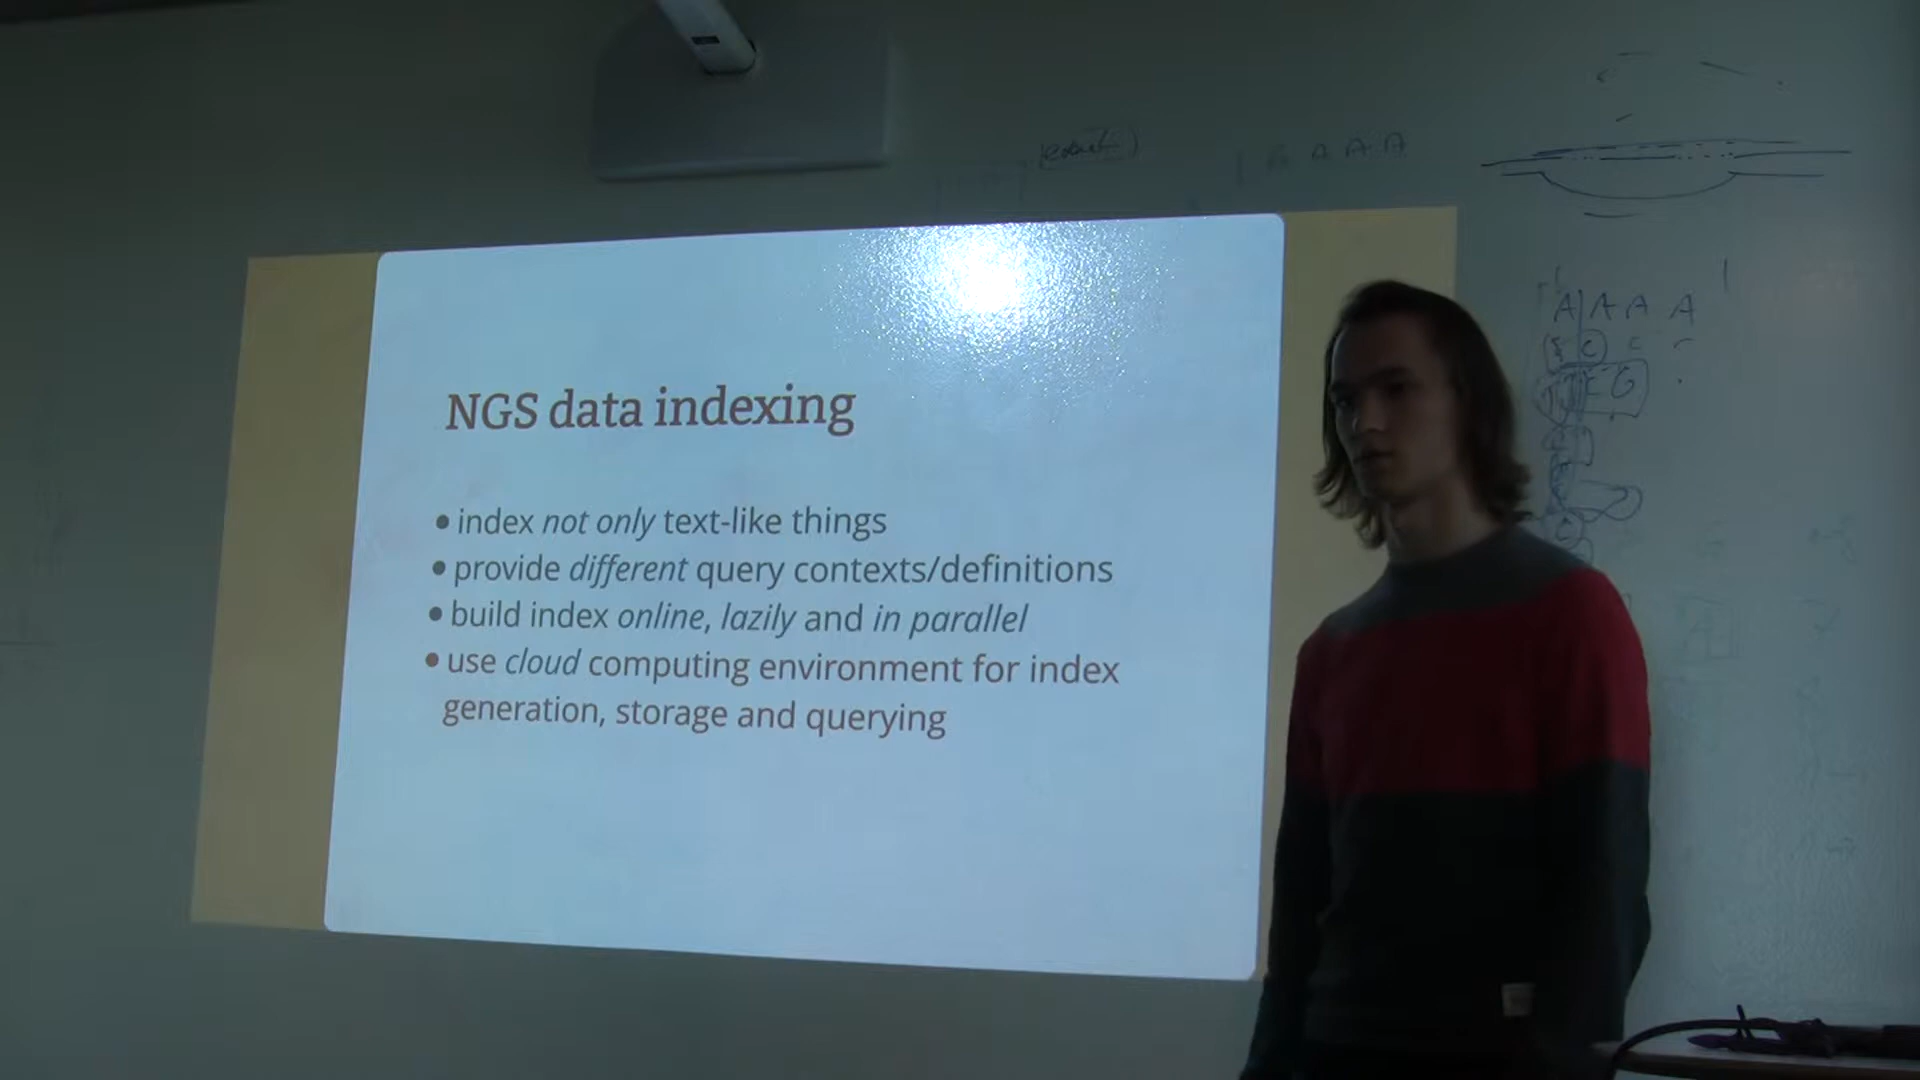 A A A
A A A A
C C
G
NGS data indexing
• index not only text-like things
• provide different query contexts/definitions
• build index online, lazily and in parallel
• use cloud computing environment for index
generation, storage and querying